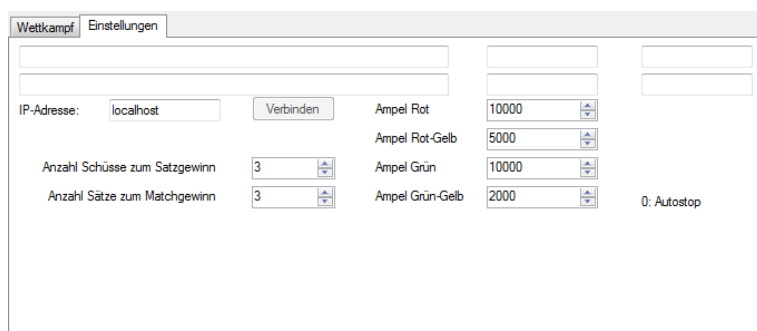 Wettkampf Einstellungen
IP-Adresse: localhost Verbinden Ampel Rot 10000
Ampel Rot-Gelb 5000
Anzahl Schüsse zum Satzgewinn 3 Ampel Grün 10000
Anzahl Sätze zum Matchgewinn 3 Ampel Grün-Gelb 2000 0: Autostop